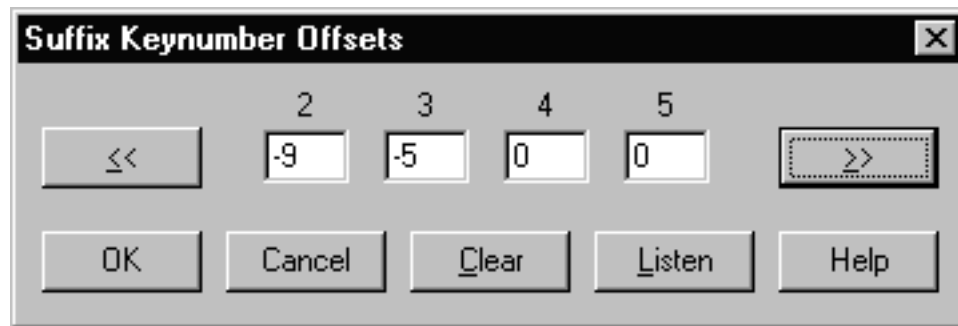 Suffix Keynumber Offsets
2 3 4 5
<< -9 -5 0 0 >>
OK Cancel Clear Listen Help